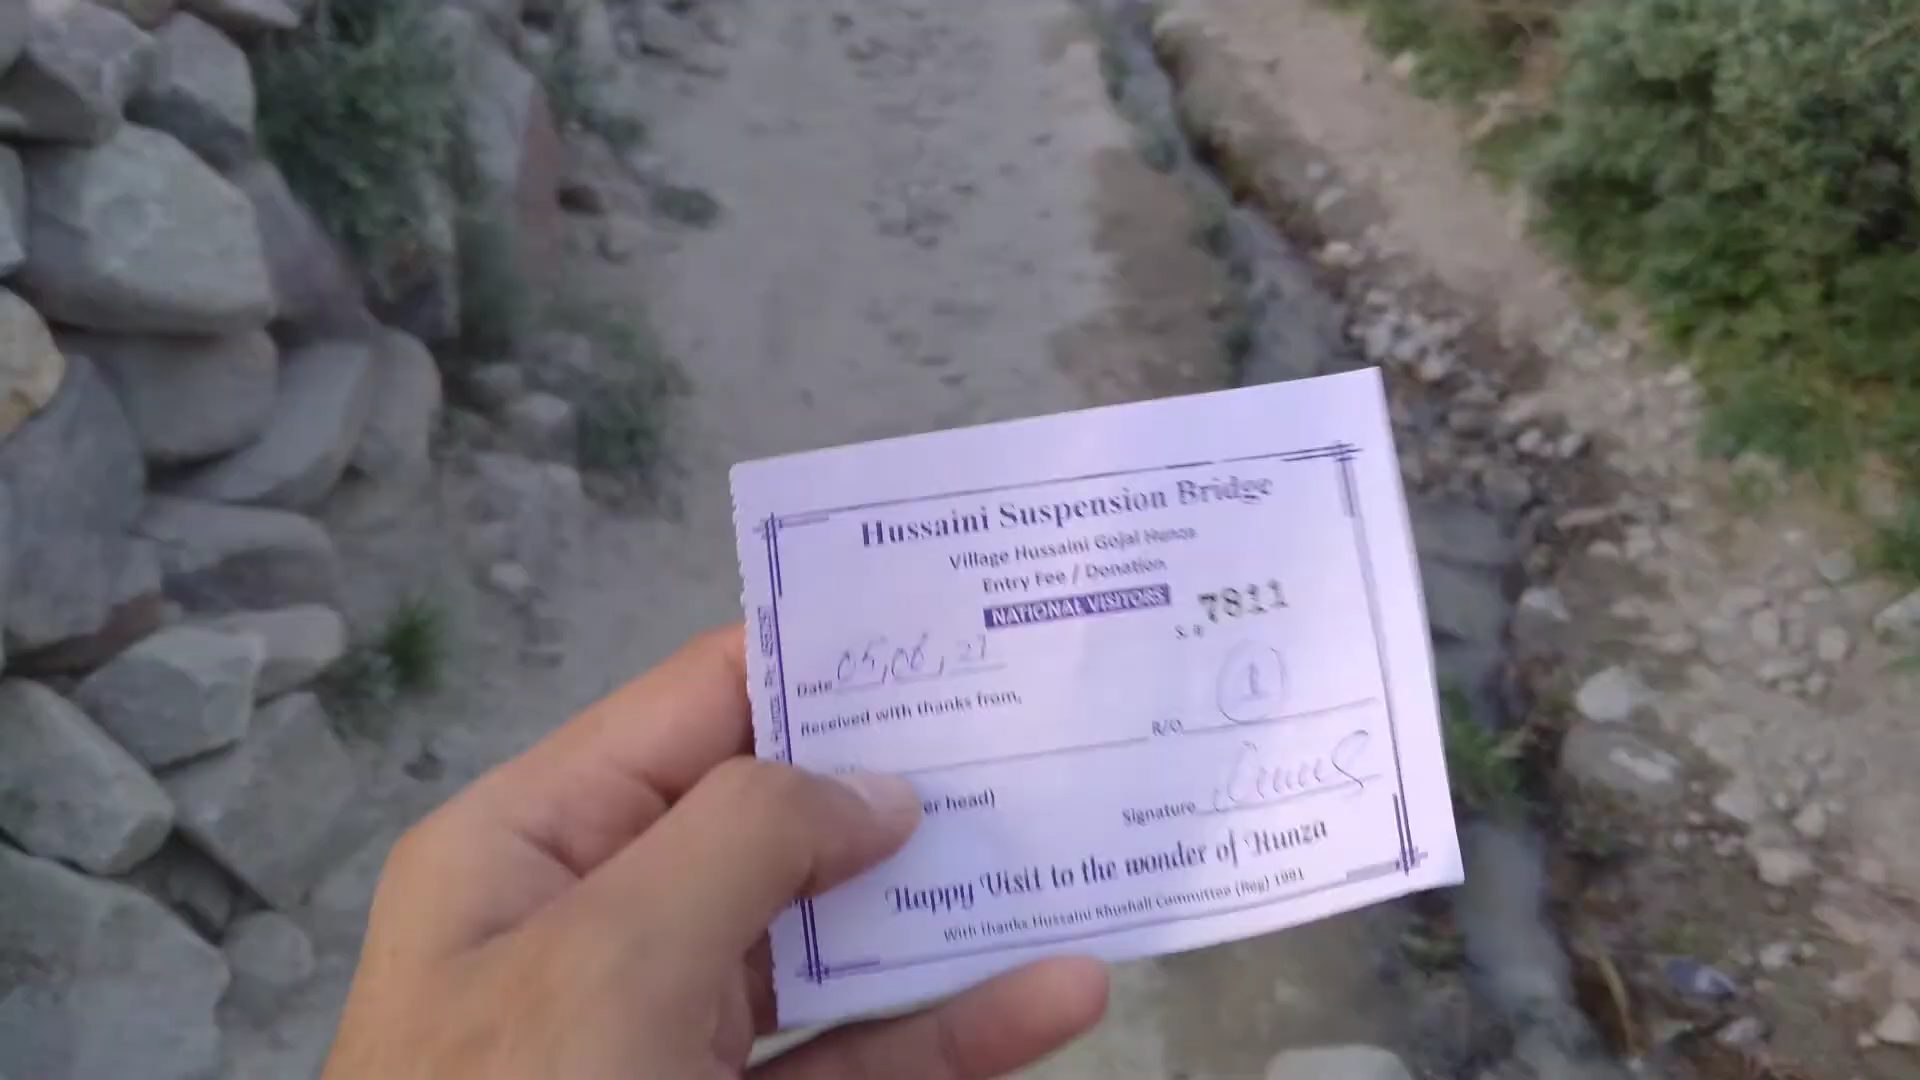 Hussaini Suspension Bridge
Village Hussaini Gojal Hunza
Entry Fee / Donation
NATIONAL VISITORS
S. # 7811
Date 05,06,21
Received with thanks from,
R/O 1
er head)
Signature
Happy Visit to the wonder of Hunza
With thanks Hussaini Khushali Committee (Reg) 1991